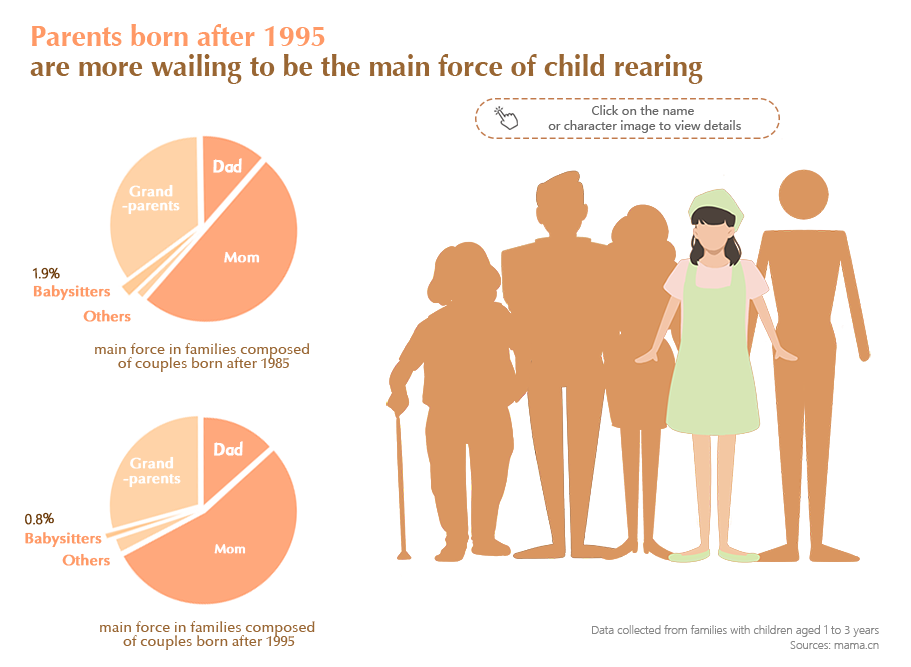 Parents born after 1995
are more wailing to be the main force of child rearing
Click on the name
or character image to view details
Dad
Grand
-parents
Mom
1.9%
Babysitters
Others
main force in families composed
of couples born after 1985
Dad
Grand
-parents
Mom
0.8%
Babysitters
Others
main force in families composed
of couples born after 1995
Data collected from families with children aged 1 to 3 years
Sources: mama.cn